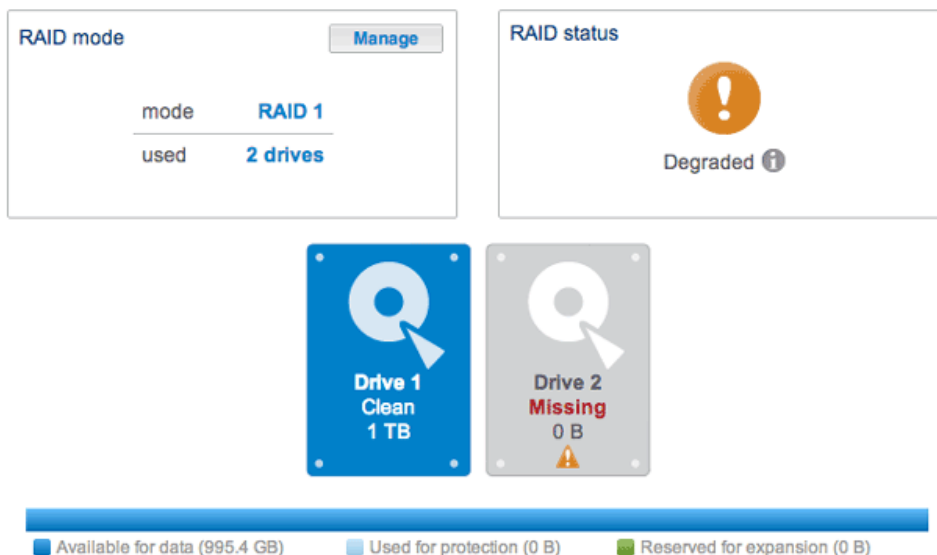 RAID mode
Manage
mode RAID 1
used 2 drives
RAID status
Degraded
Drive 1
Clean
1 TB
Drive 2
Missing
0 B
Available for data (995.4 GB) Used for protection (0 B) Reserved for expansion (0 B)